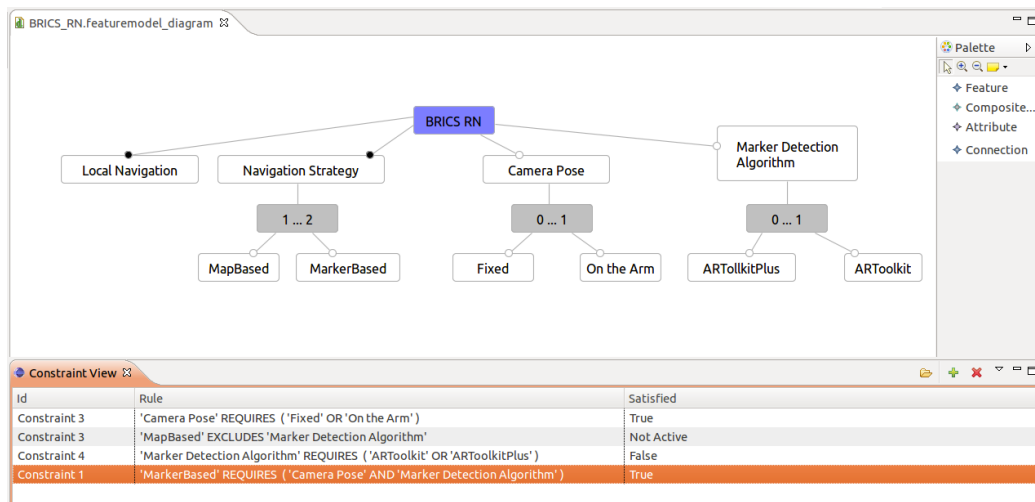 BRICS_RN.featuremodel_diagram
Palette
Feature
Composite...
Attribute
Connection
BRICS RN
Local Navigation
Navigation Strategy
Camera Pose
Marker Detection
Algorithm
1 ... 2
0 ... 1
0 ... 1
MapBased
MarkerBased
Fixed
On the Arm
ARTollkitPlus
ARToolkit
Constraint View
Id Rule Satisfied
Constraint 3 'Camera Pose' REQUIRES ( 'Fixed' OR 'On the Arm' ) True
Constraint 3 'MapBased' EXCLUDES 'Marker Detection Algorithm' Not Active
Constraint 4 'Marker Detection Algorithm' REQUIRES ( 'ARToolkit' OR 'ARToolkitPlus' ) False
Constraint 1 'MarkerBased' REQUIRES ( 'Camera Pose' AND 'Marker Detection Algorithm' ) True